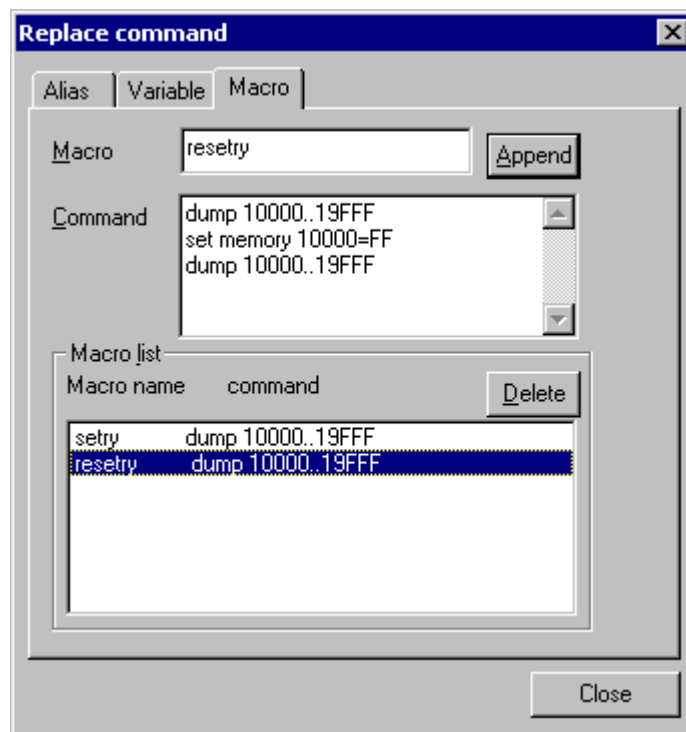 Replace command
Alias Variable Macro
Macro resetry Append
Command dump 10000..19FFF
set memory 10000=FF
dump 10000..19FFF
Macro list
Macro name command Delete
setry dump 10000..19FFF
resetry dump 10000..19FFF
Close